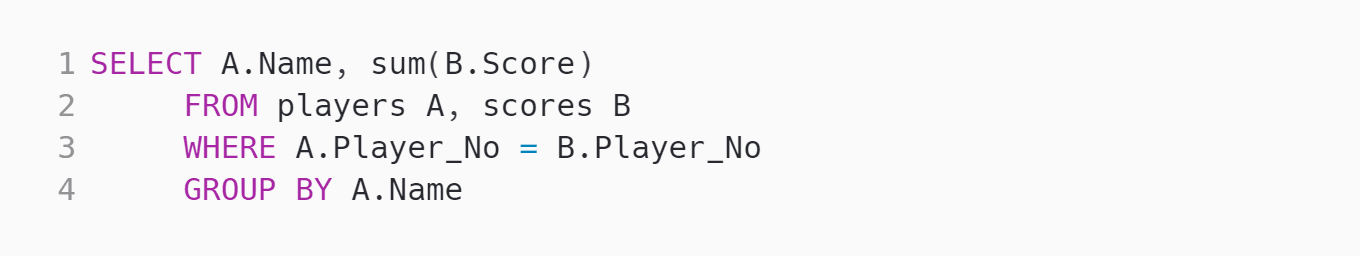 1 SELECT A.Name, sum(B.Score)
2      FROM players A, scores B
3      WHERE A.Player_No = B.Player_No
4      GROUP BY A.Name